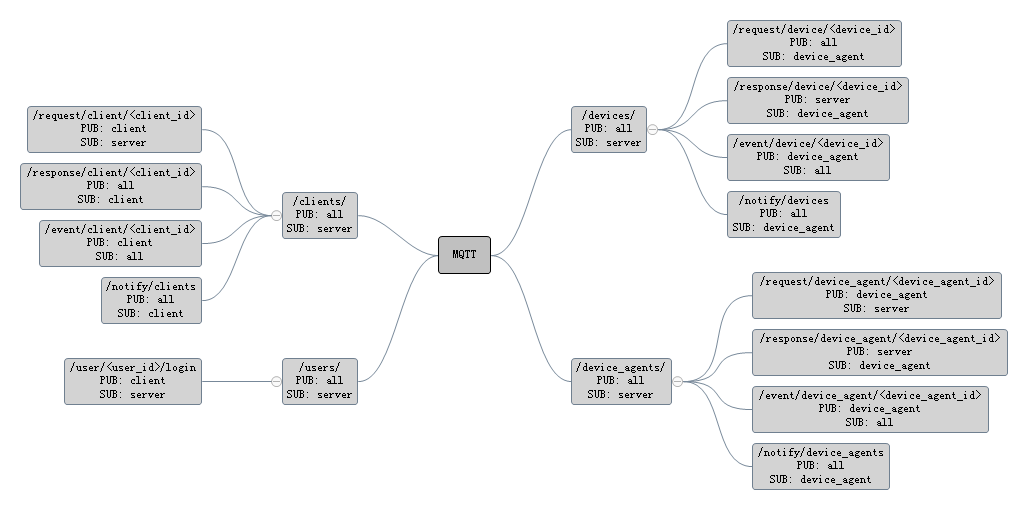 /request/client/<client_id>
PUB: client
SUB: server
/response/client/<client_id>
PUB: all
SUB: client
/event/client/<client_id>
PUB: client
SUB: all
/notify/clients
PUB: all
SUB: client
/clients/
PUB: all
SUB: server
/user/<user_id>/login
PUB: client
SUB: server
/users/
PUB: all
SUB: server
MQTT
/devices/
PUB: all
SUB: server
/request/device/<device_id>
PUB: all
SUB: device_agent
/response/device/<device_id>
PUB: server
SUB: device_agent
/event/device/<device_id>
PUB: device_agent
SUB: all
/notify/devices
PUB: all
SUB: device_agent
/device_agents/
PUB: all
SUB: server
/request/device_agent/<device_agent_id>
PUB: device_agent
SUB: server
/response/device_agent/<device_agent_id>
PUB: server
SUB: device_agent
/event/device_agent/<device_agent_id>
PUB: device_agent
SUB: all
/notify/device_agents
PUB: all
SUB: device_agent